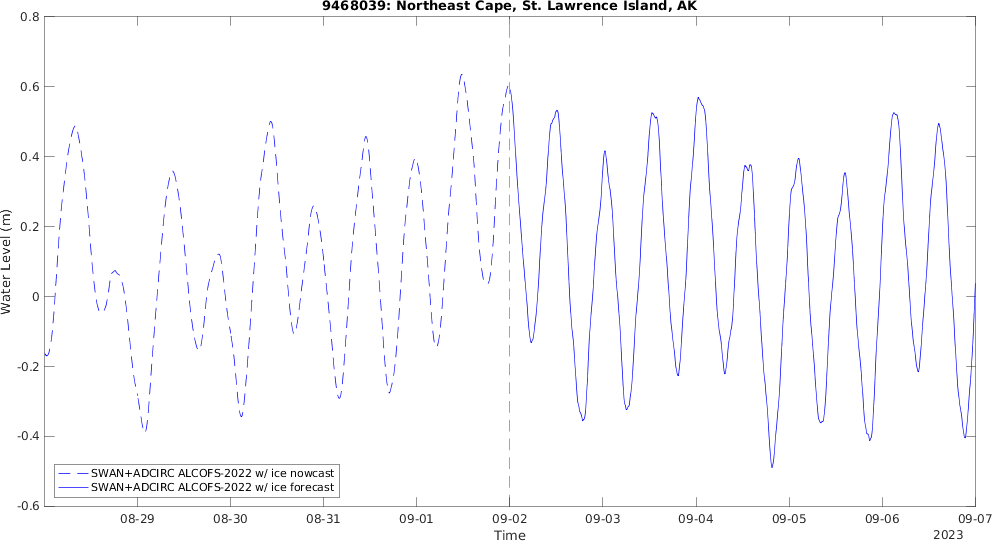 9468039: Northeast Cape, St. Lawrence Island, AK
0.8
0.6
0.4
0.2
0
-0.2
-0.4
-0.6
Water Level (m)
SWAN+ADCIRC ALCOFS-2022 w/ ice nowcast
SWAN+ADCIRC ALCOFS-2022 w/ ice forecast
08-29 08-30 08-31 09-01 09-02 09-03 09-04 09-05 09-06 09-07
Time
2023